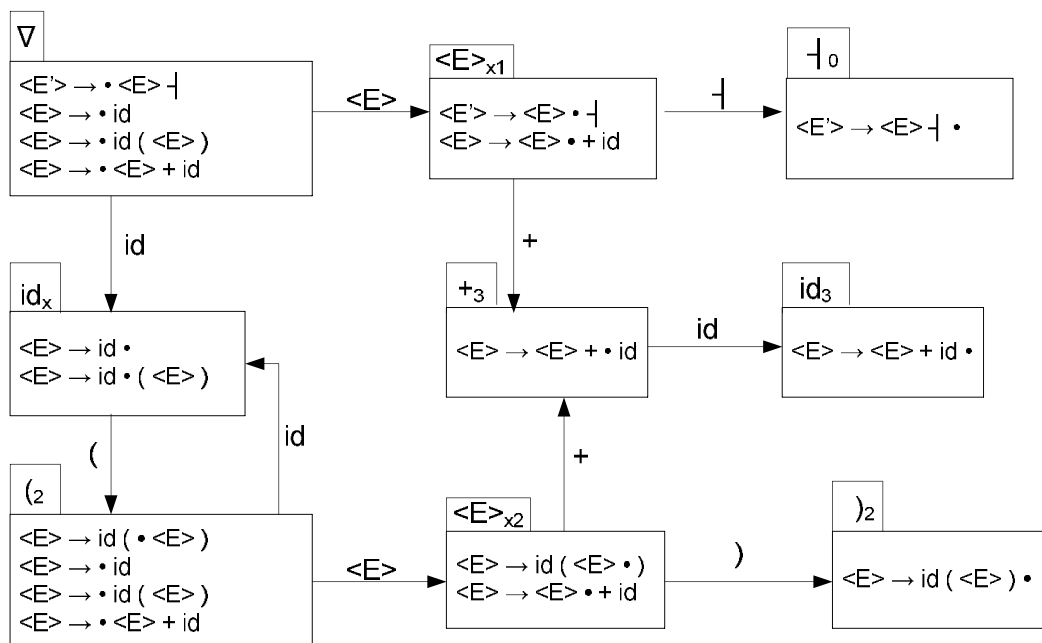 ∇
<E'> → • <E> ⊣
<E> → • id
<E> → • id ( <E> )
<E> → • <E> + id
<E>
<E>x1
<E'> → <E> • ⊣
<E> → <E> • + id
⊣
⊣0
<E'> → <E> ⊣ •
id
+
idx
<E> → id •
<E> → id • ( <E> )
+3
<E> → <E> + • id
id
id3
<E> → <E> + id •
(
id
+
(2
<E> → id ( • <E> )
<E> → • id
<E> → • id ( <E> )
<E> → • <E> + id
<E>
<E>x2
<E> → id ( <E> • )
<E> → <E> • + id
)
)2
<E> → id ( <E> ) •